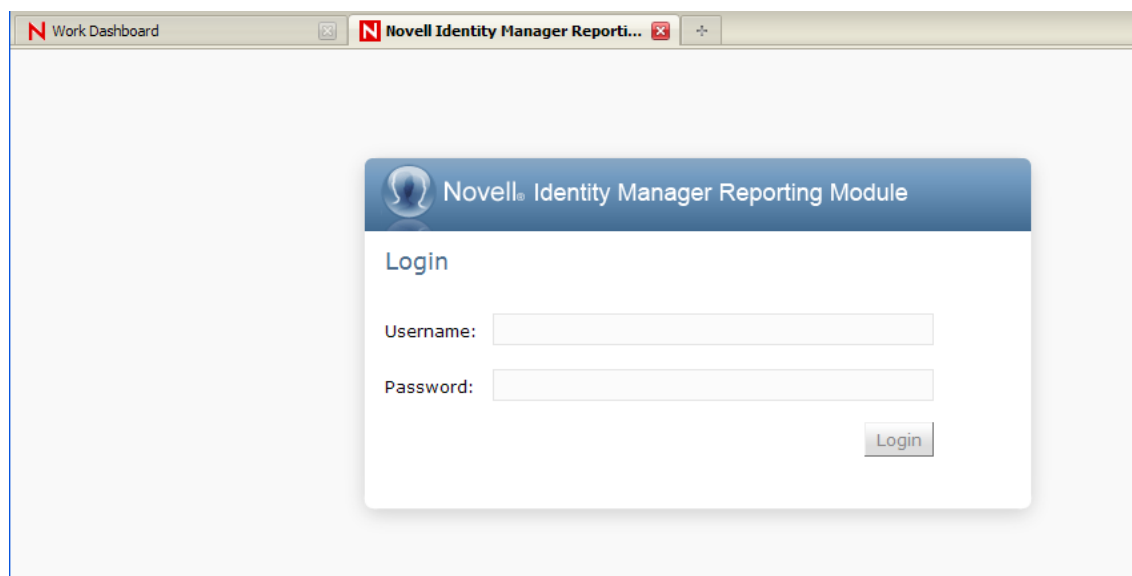 Work Dashboard
Novell Identity Manager Reporti...
Novell® Identity Manager Reporting Module
Login
Username:
Password:
Login